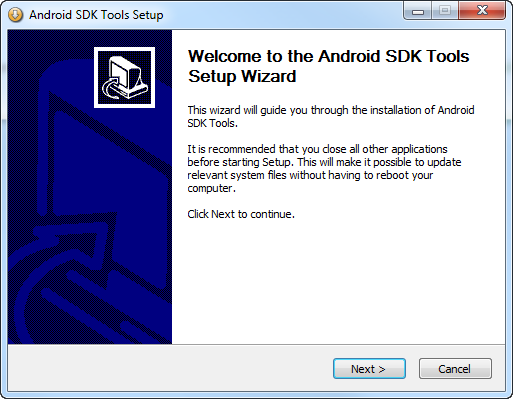 Android SDK Tools Setup
Welcome to the Android SDK Tools
Setup Wizard
This wizard will guide you through the installation of Android
SDK Tools.
It is recommended that you close all other applications
before starting Setup. This will make it possible to update
relevant system files without having to reboot your
computer.
Click Next to continue.
Next >
Cancel